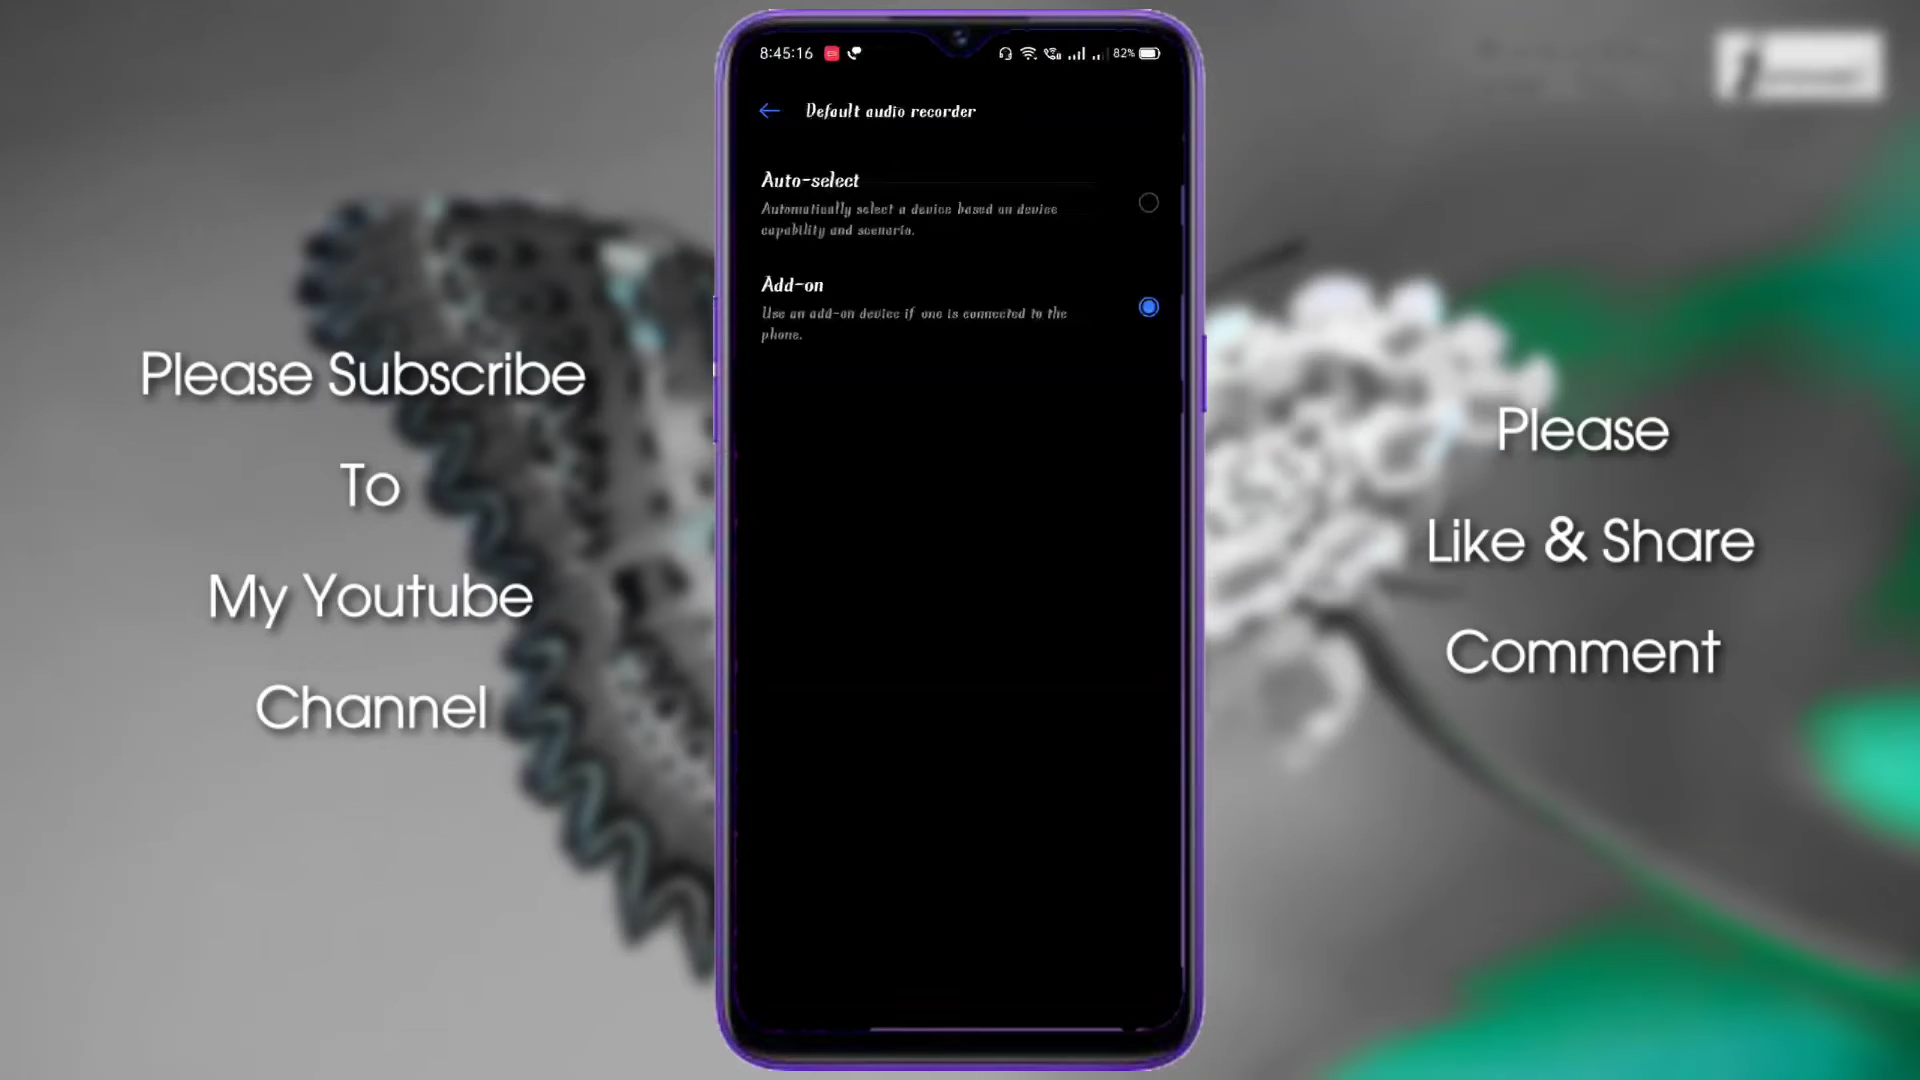 8:45:16
82%
Default audio recorder
Auto-select
Automatically select a device based on device
capability and scenario.
Add-on
Use an add-on device if one is connected to the
phone.
Please Subscribe
To
My Youtube
Channel
Please
Like & Share
Comment